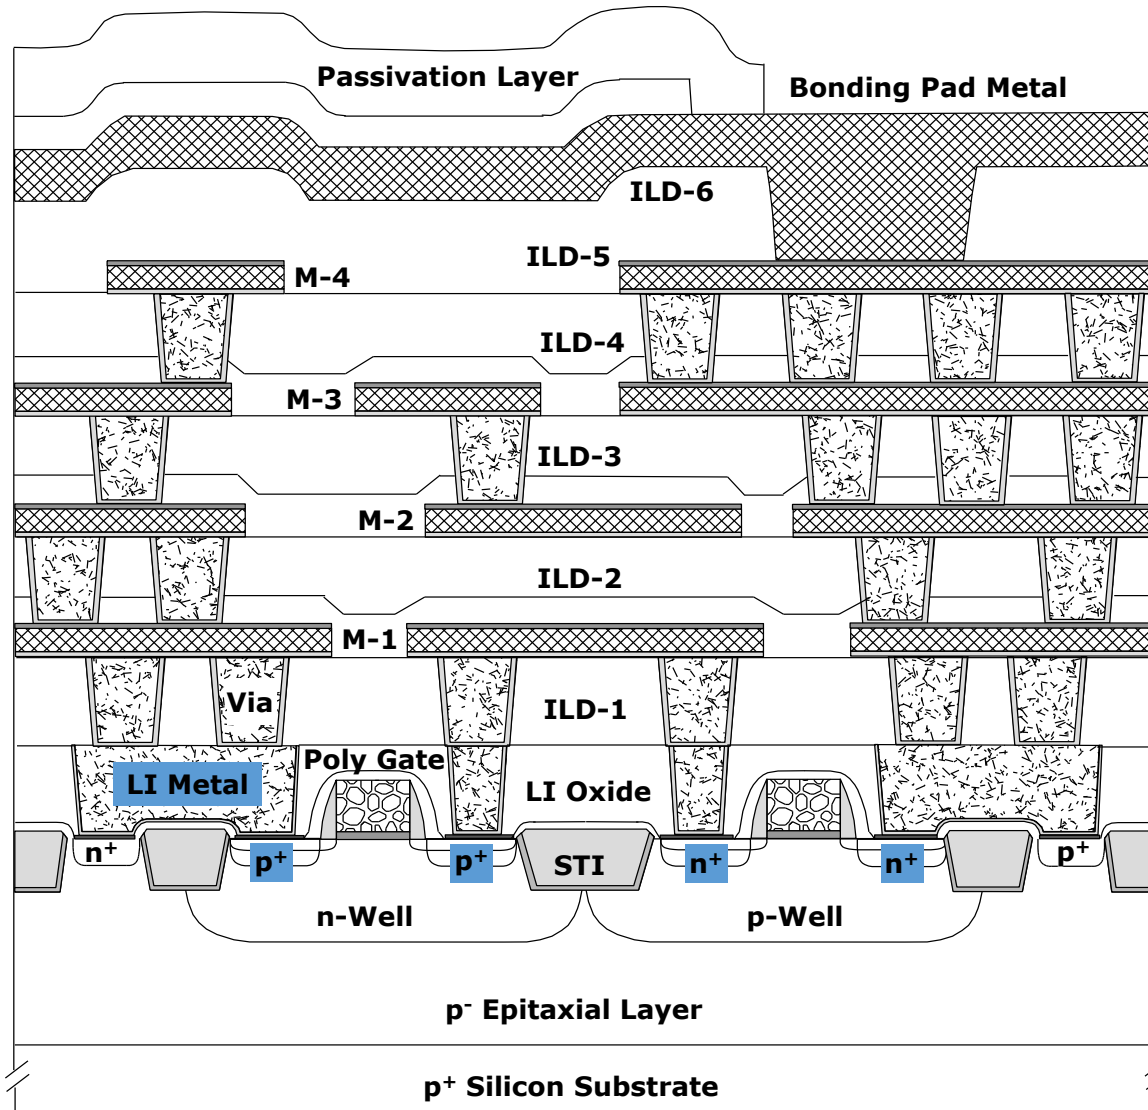 Passivation Layer
Bonding Pad Metal
ILD-6
ILD-5
M-4
ILD-4
M-3
ILD-3
M-2
ILD-2
M-1
Via
ILD-1
Poly Gate
LI Metal
LI Oxide
n⁺
p⁺
p⁺
STI
n⁺
n⁺
p⁺
n-Well
p-Well
p⁻ Epitaxial Layer
p⁺ Silicon Substrate